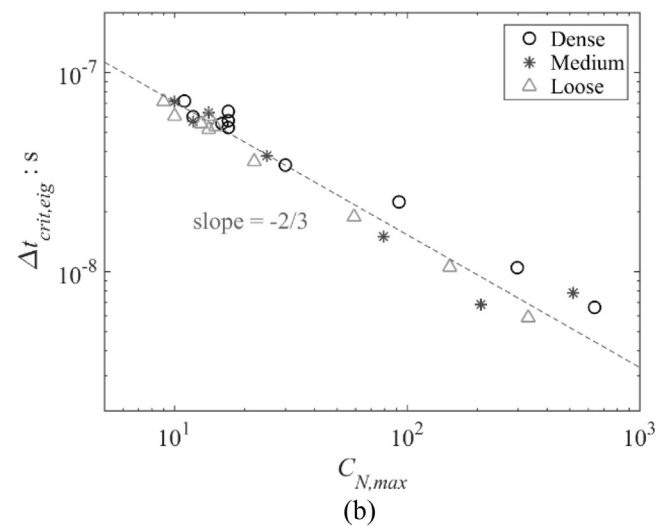 10^-7
10^-8
Δt_crit,eig : s
Dense
Medium
Loose
slope = -2/3
10^1
10^2
10^3
C_N,max
(b)